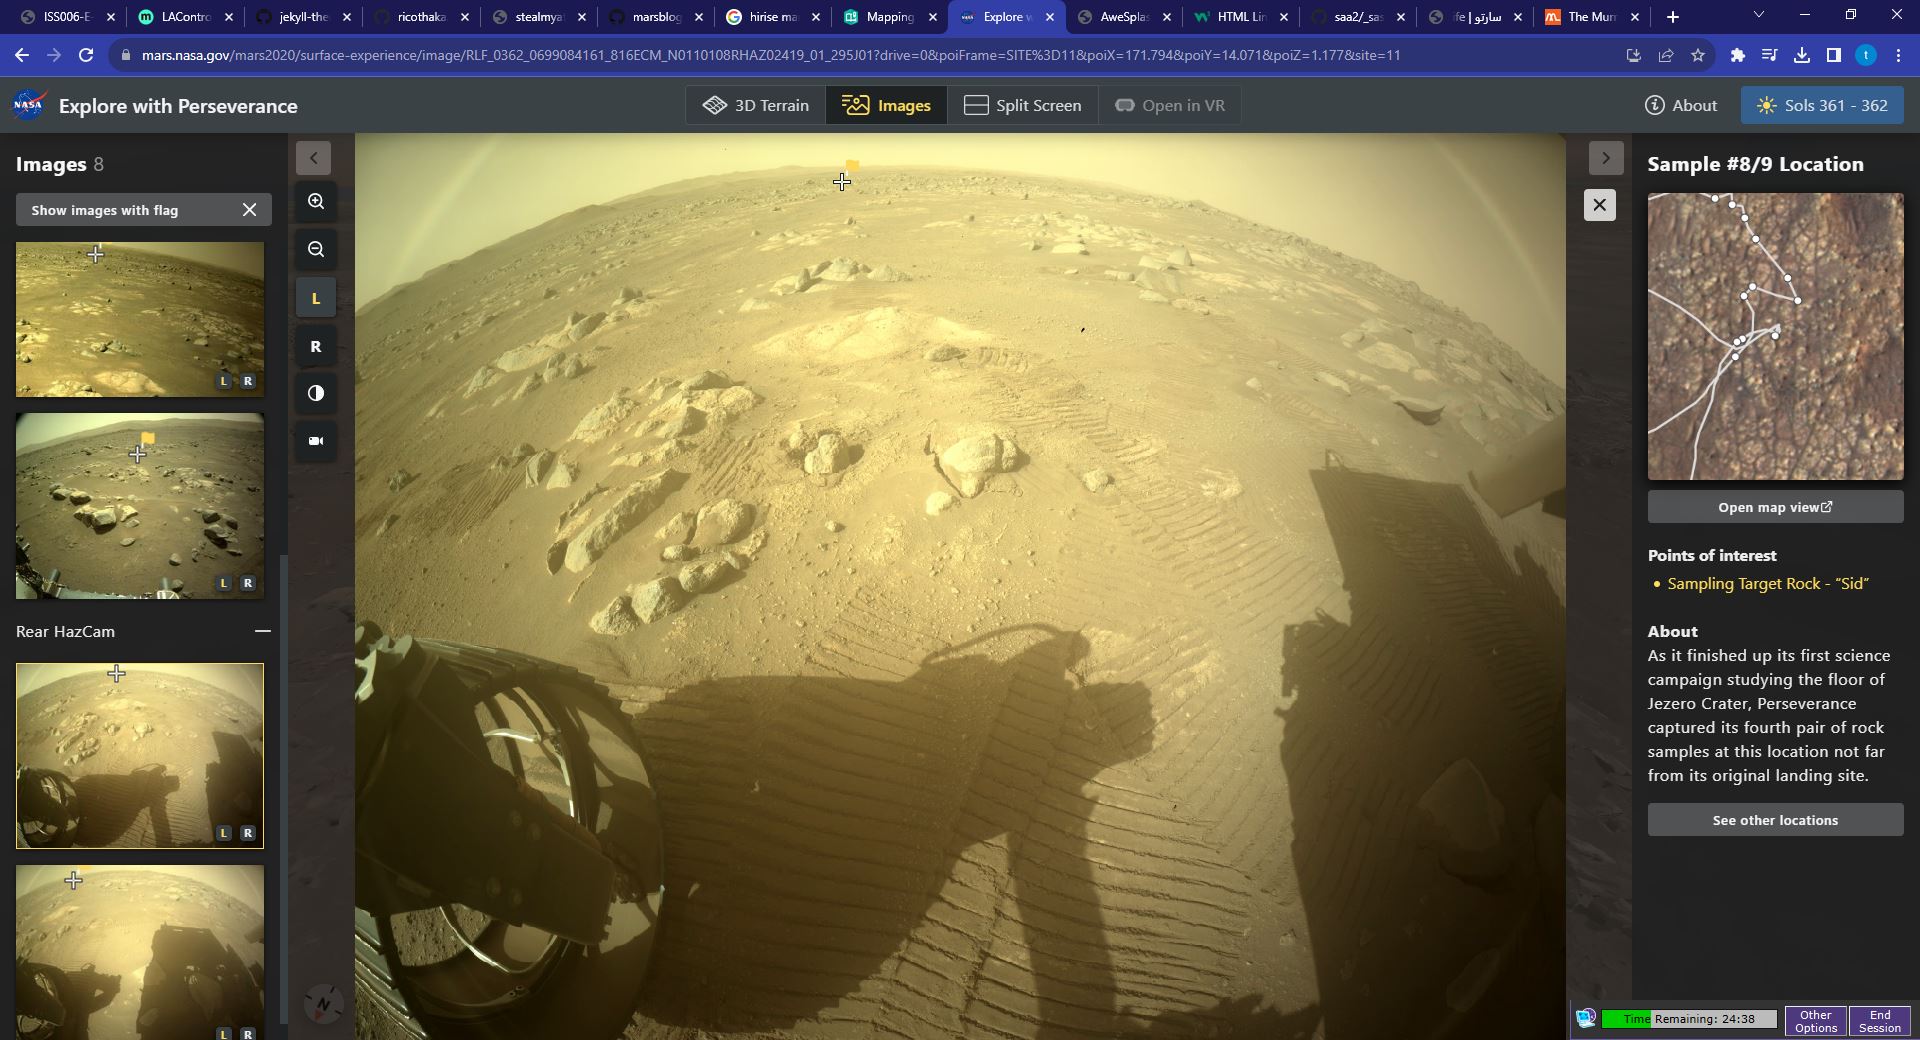 ISS006-E-
LAContro
jekyll-the
ricothaka
stealmya
marsblog
hirise ma
Mapping
Explore w
AweSplas
HTML Lin
saa2/_sas
سارتو | ife
The Murr
mars.nasa.gov/mars2020/surface-experience/image/RLF_0362_0699084161_816ECM_N0110108RHAZ02419_01_295J01?drive=0&poiFrame=SITE%3D11&poiX=171.794&poiY=14.071&poiZ=1.177&site=11
t
NASA
Explore with Perseverance
3D Terrain
Images
Split Screen
Open in VR
About
Sols 361 - 362
Images 8
Show images with flag
L R
L R
Rear HazCam
L R
L R
L
R
N
Sample #8/9 Location
Open map view
Points of interest
• Sampling Target Rock - “Sid”
About
As it finished up its first science
campaign studying the floor of
Jezero Crater, Perseverance
captured its fourth pair of rock
samples at this location not far
from its original landing site.
See other locations
Time Remaining: 24:38
Other
Options
End
Session